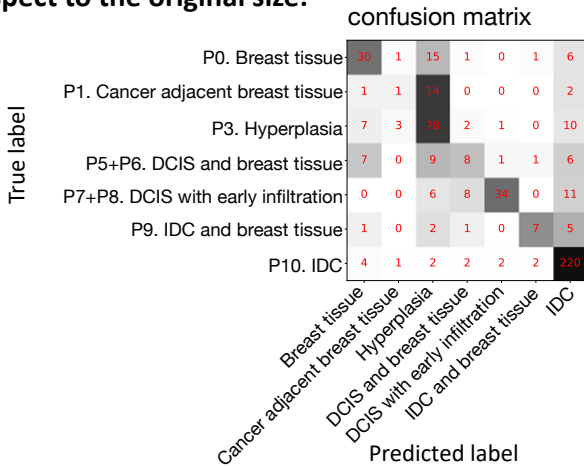 spect to the original size.
confusion matrix
P0. Breast tissue 30 1 15 1 0 1 6
P1. Cancer adjacent breast tissue 1 1 14 0 0 0 2
P3. Hyperplasia 7 3 78 2 1 0 10
P5+P6. DCIS and breast tissue 7 0 9 8 1 1 6
P7+P8. DCIS with early infiltration 0 0 6 8 34 0 11
P9. IDC and breast tissue 1 0 2 1 0 7 5
P10. IDC 4 1 2 2 2 2 220
True label
Breast tissue
Cancer adjacent breast tissue
Hyperplasia
DCIS and breast tissue
DCIS with early infiltration
IDC and breast tissue
IDC
Predicted label